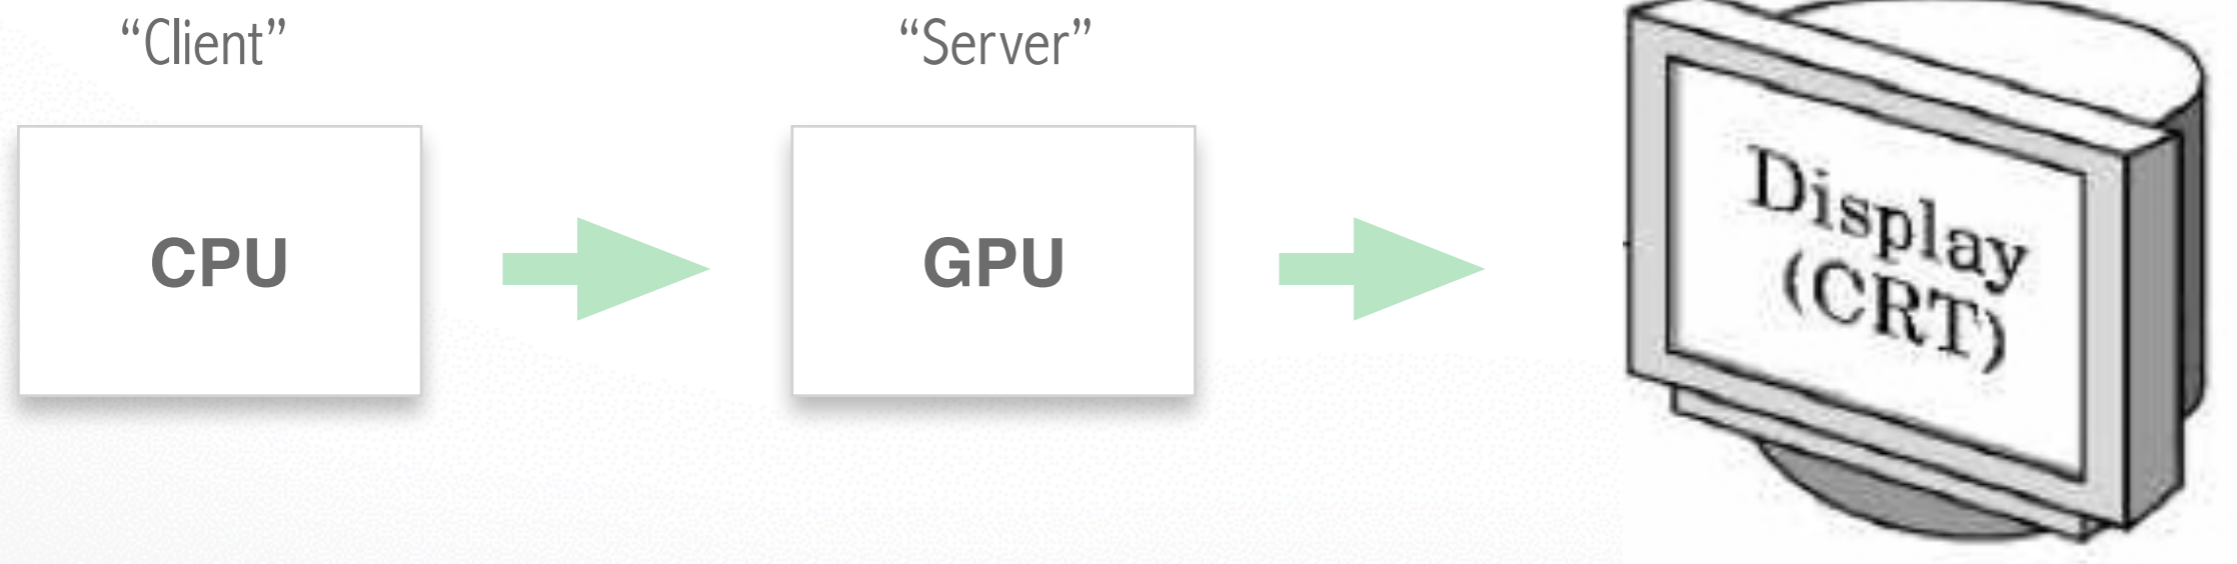 “Client”
“Server”
CPU
GPU
Display
(CRT)